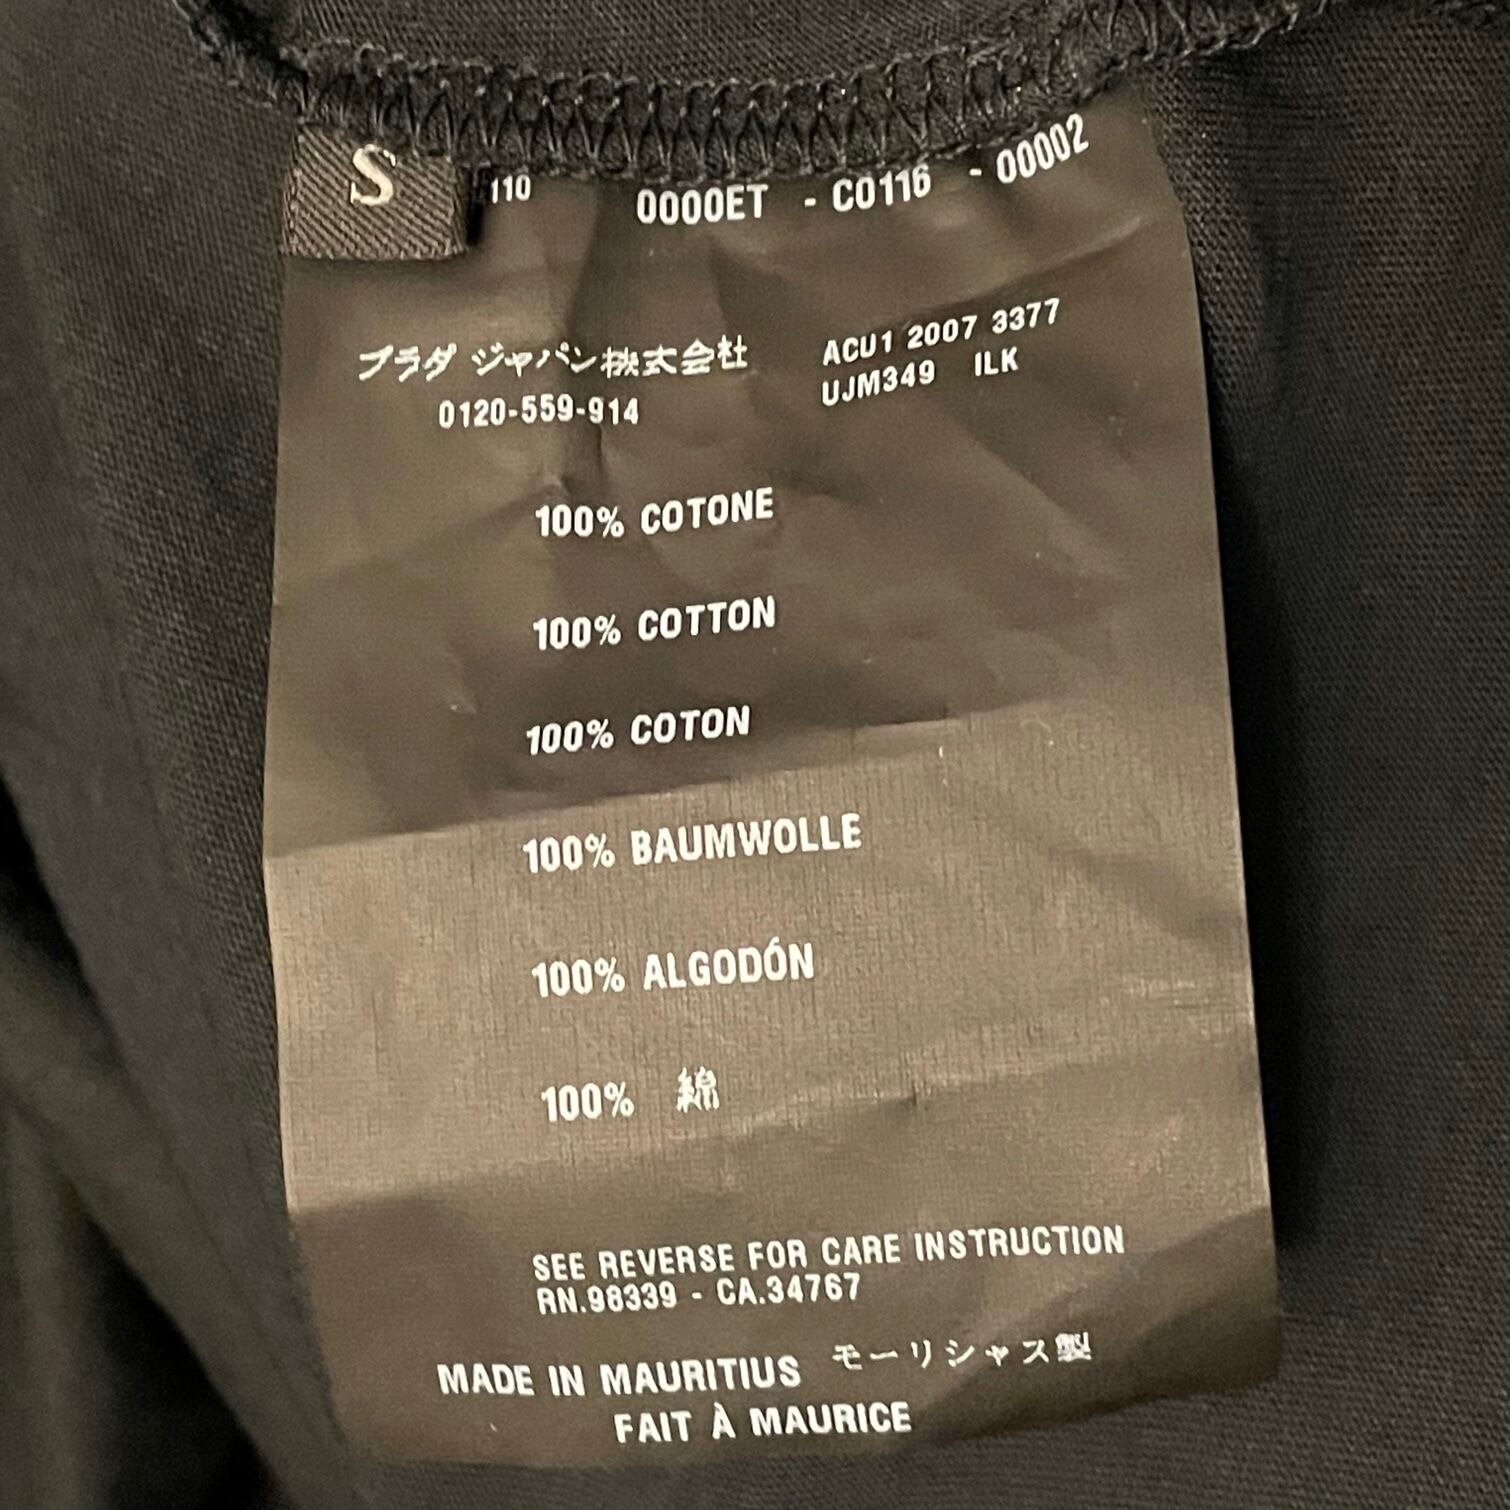 S
110 0000ET - C0116 - 00002
プラダ ジャパン株式会社
0120-559-914
ACU1 2007 3377
UJM349 ILK
100% COTONE
100% COTTON
100% COTON
100% BAUMWOLLE
100% ALGODÓN
100% 綿
SEE REVERSE FOR CARE INSTRUCTION
RN.98339 - CA.34767
MADE IN MAURITIUS モーリシャス製
FAIT À MAURICE